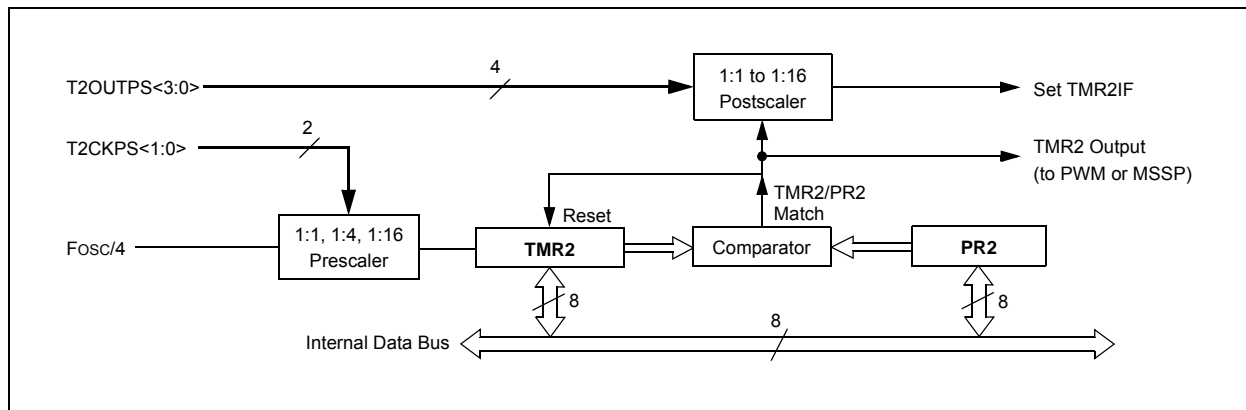 T2OUTPS<3:0>
4
1:1 to 1:16
Postscaler
Set TMR2IF
T2CKPS<1:0>
2
TMR2 Output
(to PWM or MSSP)
TMR2/PR2
Match
Reset
FOSC/4
1:1, 1:4, 1:16
Prescaler
TMR2
Comparator
PR2
8
8
8
Internal Data Bus